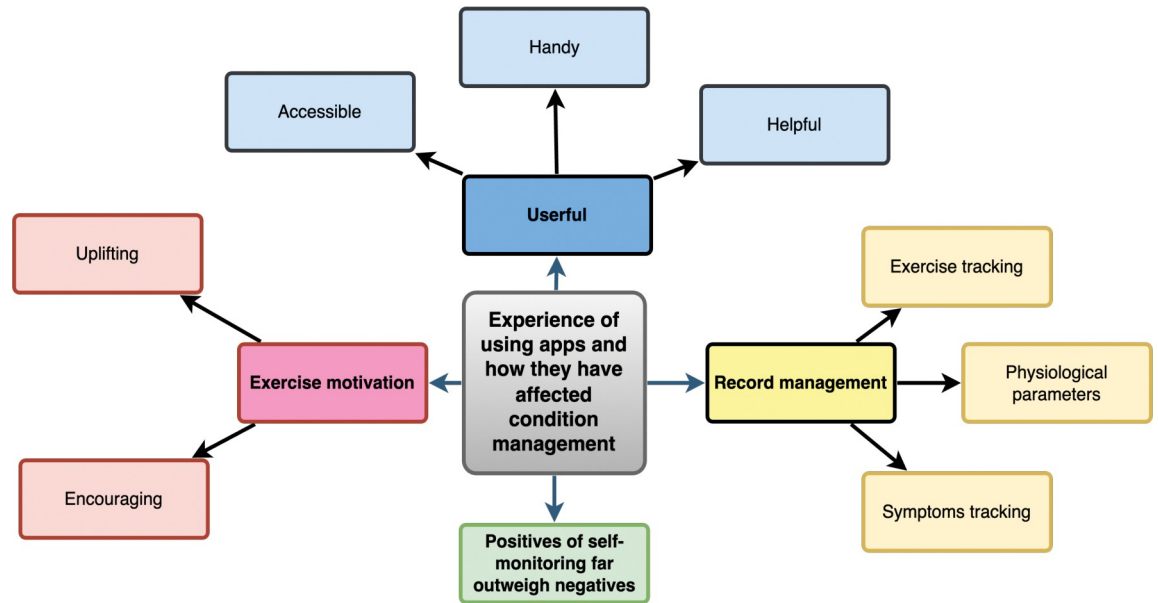 Handy
Accessible
Helpful
Userful
Uplifting
Exercise tracking
Experience of
using apps and
how they have
affected
condition
management
Exercise motivation
Record management
Physiological
parameters
Encouraging
Symptoms tracking
Positives of self-
monitoring far
outweigh negatives